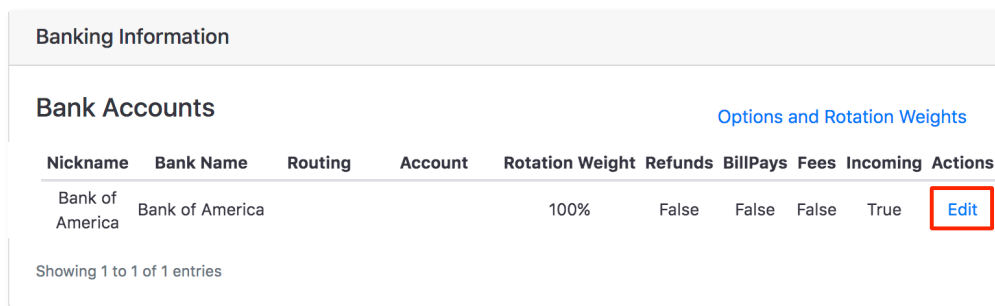 Banking Information
Bank Accounts
Options and Rotation Weights
Nickname Bank Name Routing Account Rotation Weight Refunds BillPays Fees Incoming Actions
Bank of America Bank of America 100% False False False True Edit
Showing 1 to 1 of 1 entries